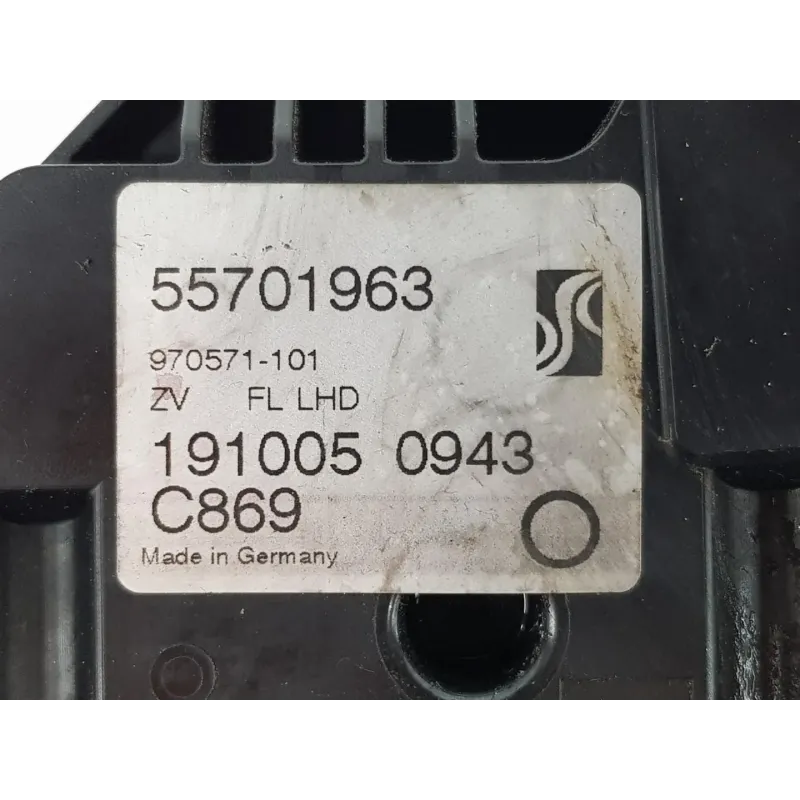 55701963
970571-101
ZV FL LHD
191005 0943
C869
Made in Germany